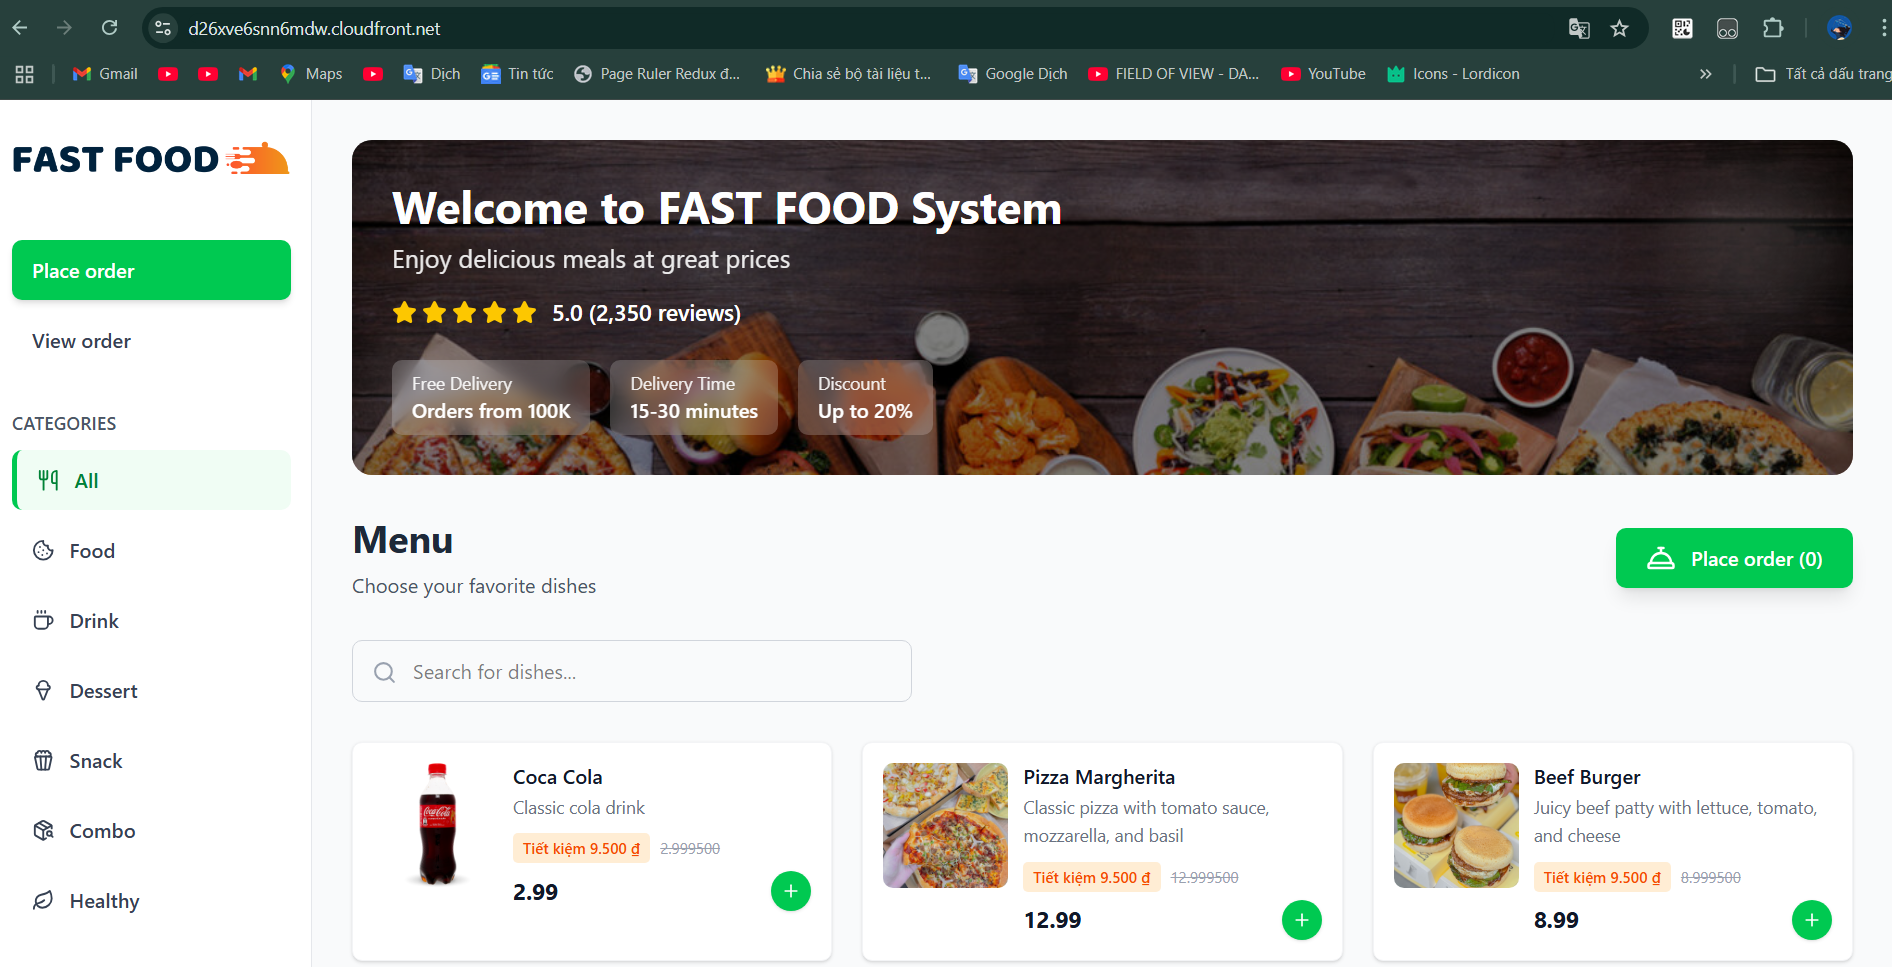 d26xve6snn6mdw.cloudfront.net
Gmail
Maps
Dịch
Tin tức
Page Ruler Redux đ...
Chia sẻ bộ tài liệu t...
Google Dịch
FIELD OF VIEW - DA...
YouTube
Icons - Lordicon
»
Tất cả dấu trang
FAST FOOD
Place order
View order
CATEGORIES
All
Food
Drink
Dessert
Snack
Combo
Healthy
Welcome to FAST FOOD System
Enjoy delicious meals at great prices
5.0 (2,350 reviews)
Free Delivery
Orders from 100K
Delivery Time
15-30 minutes
Discount
Up to 20%
Menu
Choose your favorite dishes
Place order (0)
Search for dishes...
Coca Cola
Classic cola drink
Tiết kiệm 9.500 ₫ 2.999500
2.99
Coca-Cola
Pizza Margherita
Classic pizza with tomato sauce,
mozzarella, and basil
Tiết kiệm 9.500 ₫ 12.999500
12.99
Beef Burger
Juicy beef patty with lettuce, tomato,
and cheese
Tiết kiệm 9.500 ₫ 8.999500
8.99